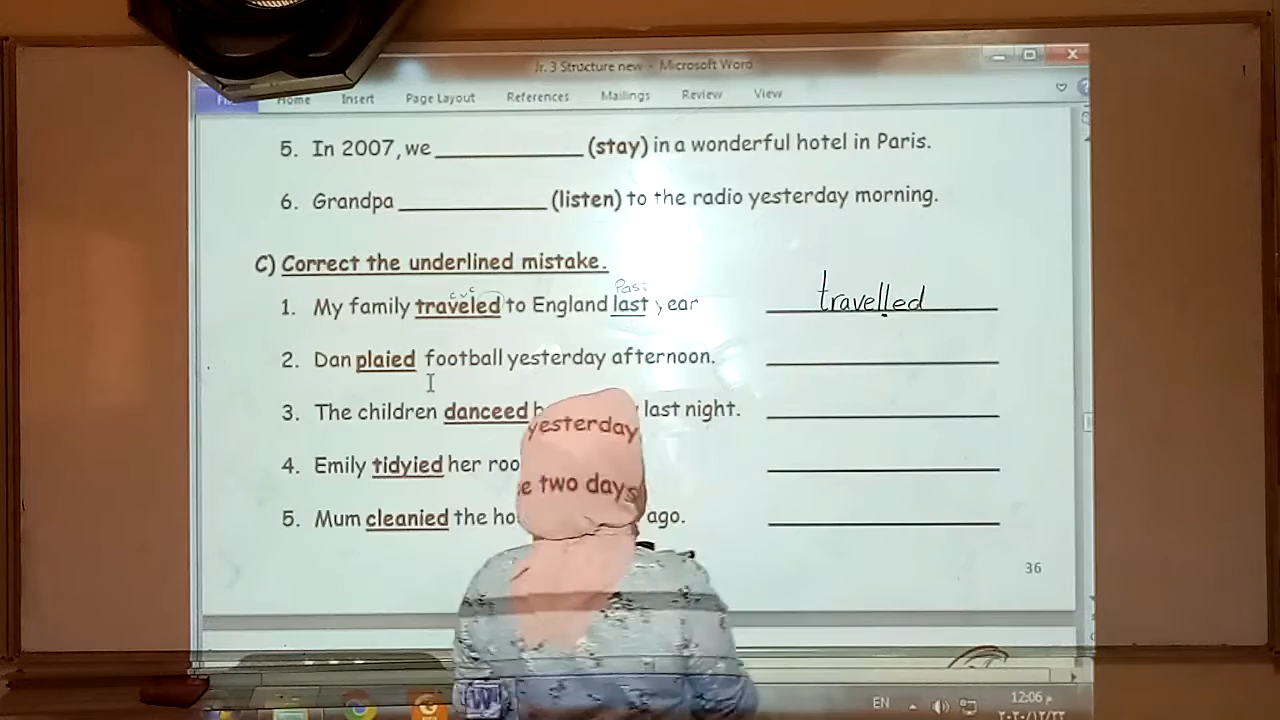 Jr. 3 Structure new - Microsoft Word
Home Insert Page Layout References Mailings Review View
5. In 2007, we ____________ (stay) in a wonderful hotel in Paris.
6. Grandpa ____________ (listen) to the radio yesterday morning.
C) Correct the underlined mistake.
Past
cvc
1. My family traveled to England last year travelled
2. Dan plaied football yesterday afternoon.
3. The children danceed last night.
yesterday
4. Emily tidyied her
two days
5. Mum cleanied the ago.
36
EN 12:06 م